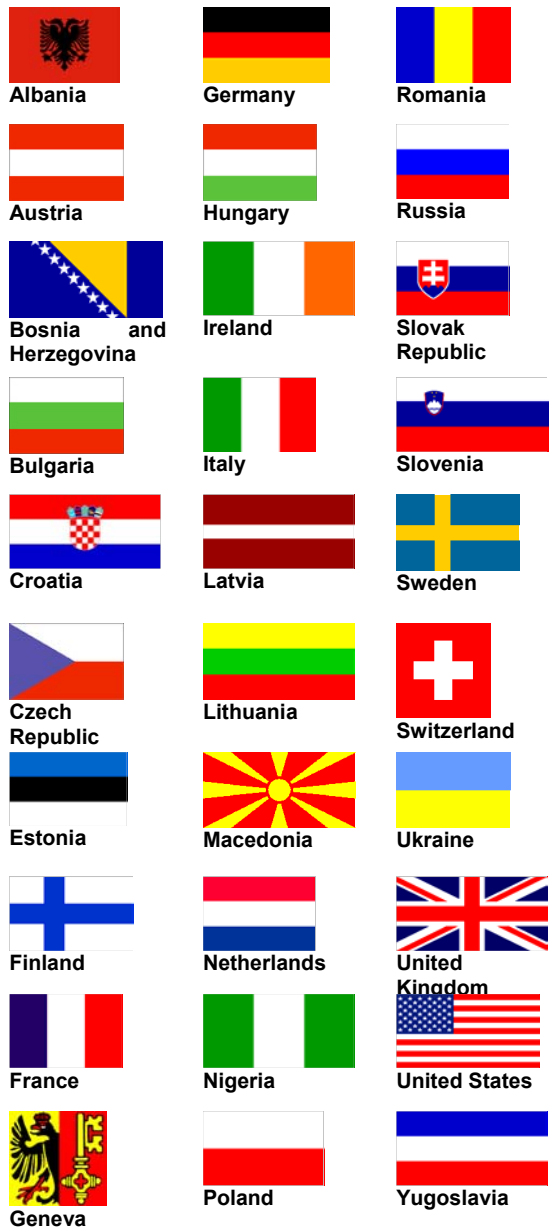 Albania
Germany
Romania
Austria
Hungary
Russia
Bosnia and
Herzegovina
Ireland
Slovak
Republic
Bulgaria
Italy
Slovenia
Croatia
Latvia
Sweden
Czech
Republic
Lithuania
Switzerland
Estonia
Macedonia
Ukraine
Finland
Netherlands
United
Kingdom
France
Nigeria
United States
Geneva
Poland
Yugoslavia